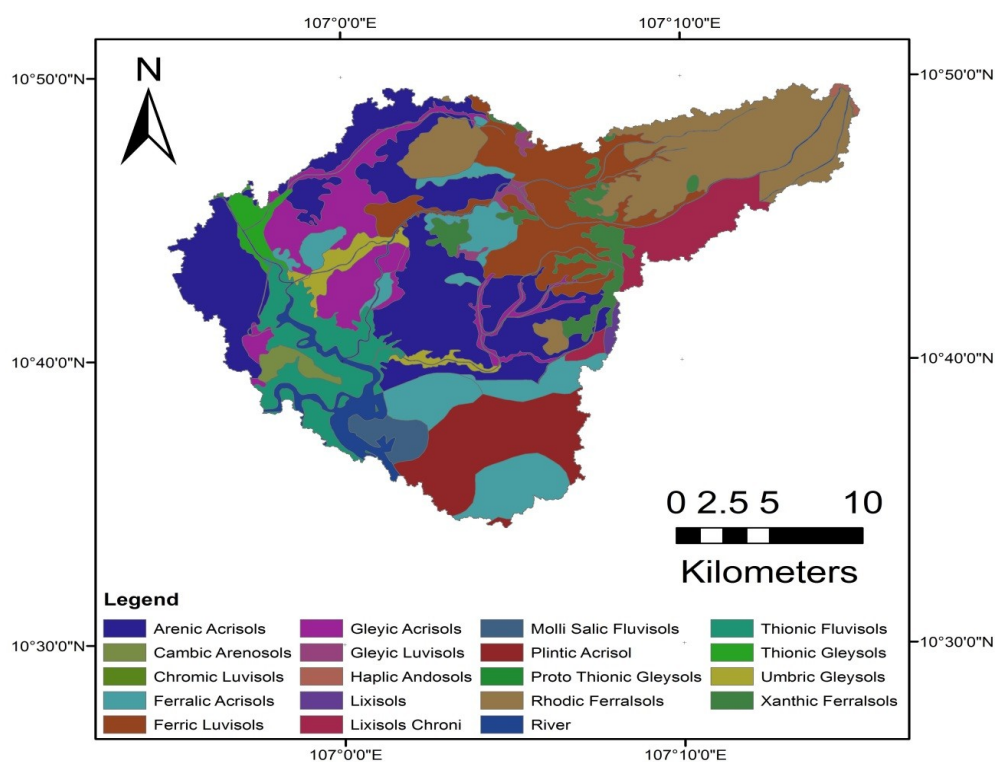 107°0'0"E 107°10'0"E
10°50'0"N 10°50'0"N
N
10°40'0"N 10°40'0"N
0 2.5 5 10
Kilometers
Legend
10°30'0"N 10°30'0"N
Arenic Acrisols Gleyic Acrisols Molli Salic Fluvisols Thionic Fluvisols
Cambic Arenosols Gleyic Luvisols Plintic Acrisol Thionic Gleysols
Chromic Luvisols Haplic Andosols Proto Thionic Gleysols Umbric Gleysols
Ferralic Acrisols Lixisols Rhodic Ferralsols Xanthic Ferralsols
Ferric Luvisols Lixisols Chroni River
107°0'0"E 107°10'0"E